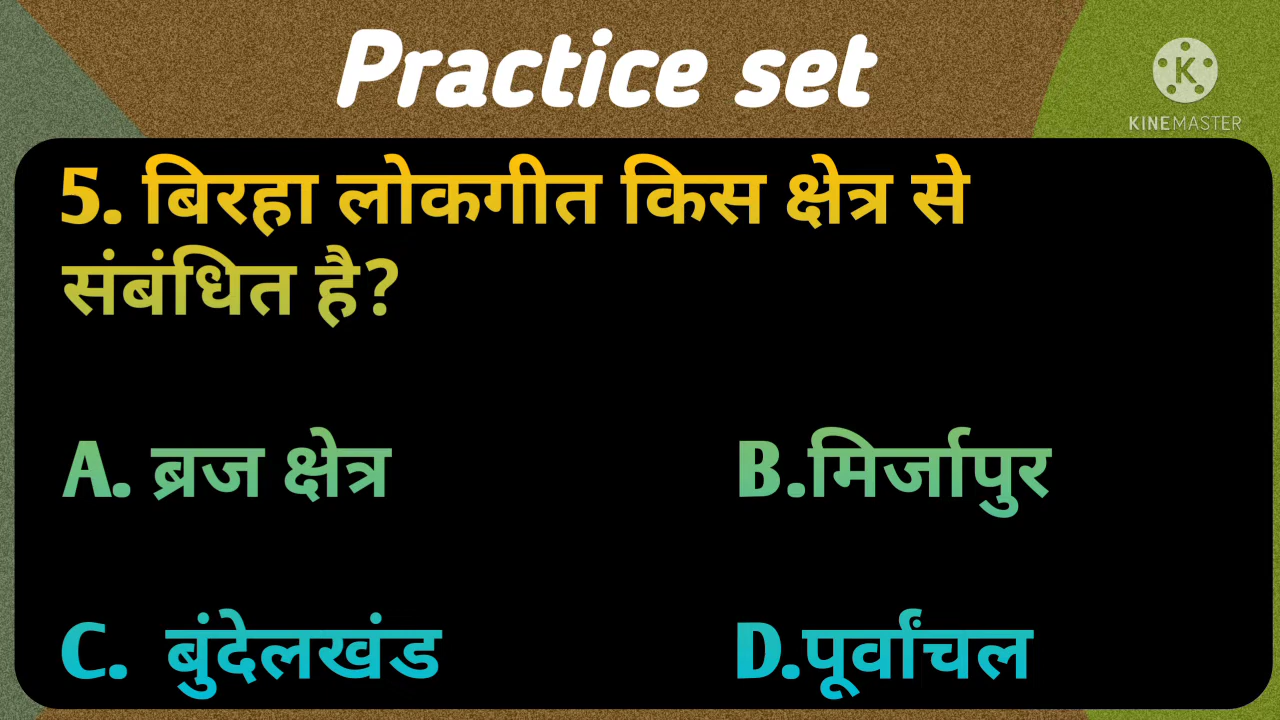 Practice set
KINEMASTER
5. बिरहा लोकगीत किस क्षेत्र से
संबंधित है?
A. ब्रज क्षेत्र
B.मिर्जापुर
C. बुंदेलखंड
D.पूर्वांचल